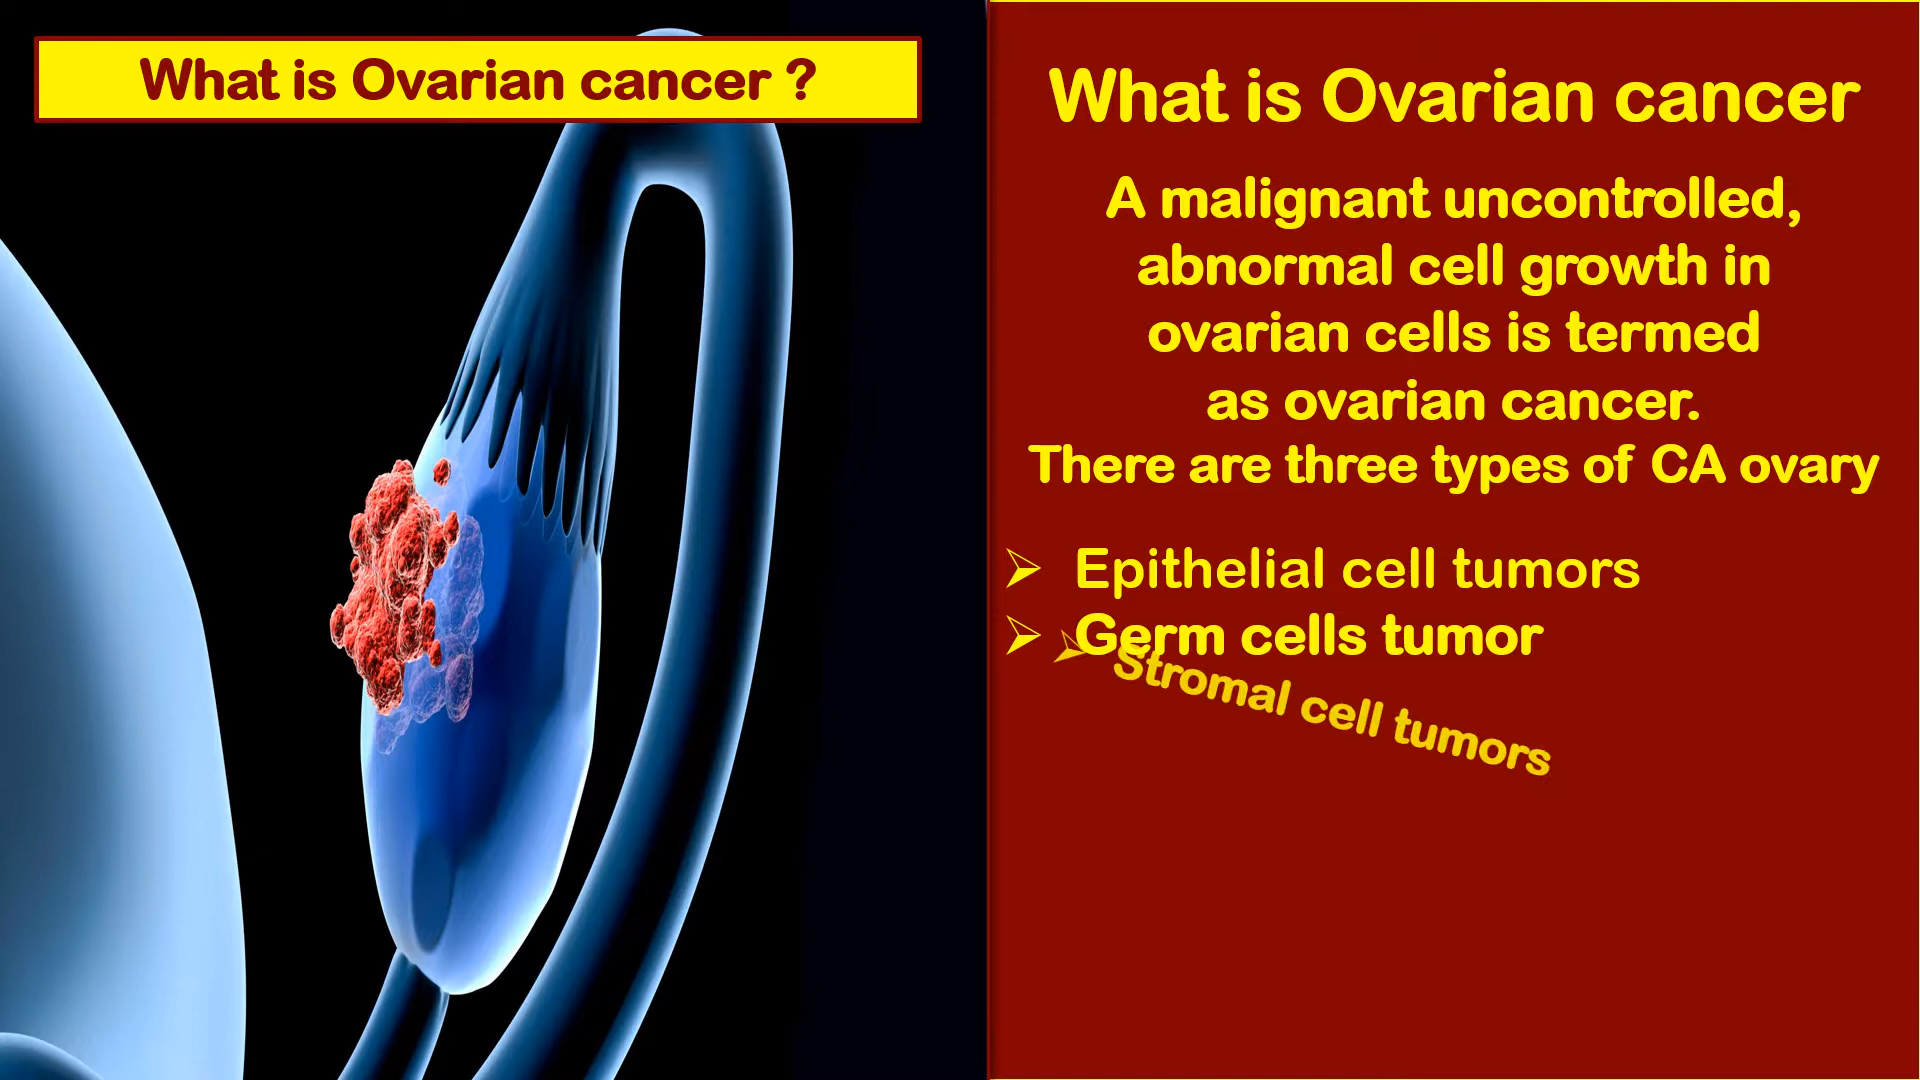 What is Ovarian cancer ?
What is Ovarian cancer
A malignant uncontrolled,
abnormal cell growth in
ovarian cells is termed
as ovarian cancer.
There are three types of CA ovary
➢ Epithelial cell tumors
➢ Germ cells tumor
➢ Stromal cell tumors